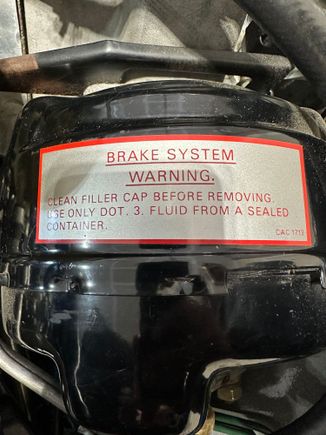 BRAKE SYSTEM
WARNING.
CLEAN FILLER CAP BEFORE REMOVING.
USE ONLY DOT. 3. FLUID FROM A SEALED
CONTAINER.
CAC 1713